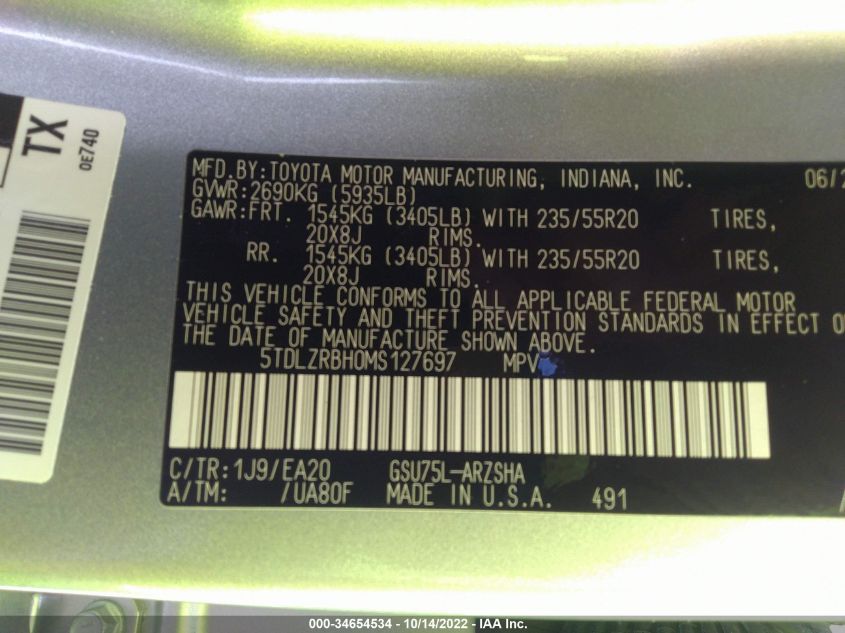 TX
0E740
MFD.BY:TOYOTA MOTOR MANUFACTURING, INDIANA, INC. 06/2
GVWR:2690KG (5935LB)
GAWR:FRT. 1545KG (3405LB) WITH 235/55R20 TIRES,
20X8J RIMS.
RR. 1545KG (3405LB) WITH 235/55R20 TIRES,
20X8J RIMS.
THIS VEHICLE CONFORMS TO ALL APPLICABLE FEDERAL MOTOR
VEHICLE SAFETY AND THEFT PREVENTION STANDARDS IN EFFECT O
THE DATE OF MANUFACTURE SHOWN ABOVE.
5TDLZRBH0MS127697 MPV
C/TR:1J9/EA20 GSU75L-ARZSHA
A/TM: /UA80F MADE IN U.S.A. 491
000-34654534 - 10/14/2022 - IAA Inc.